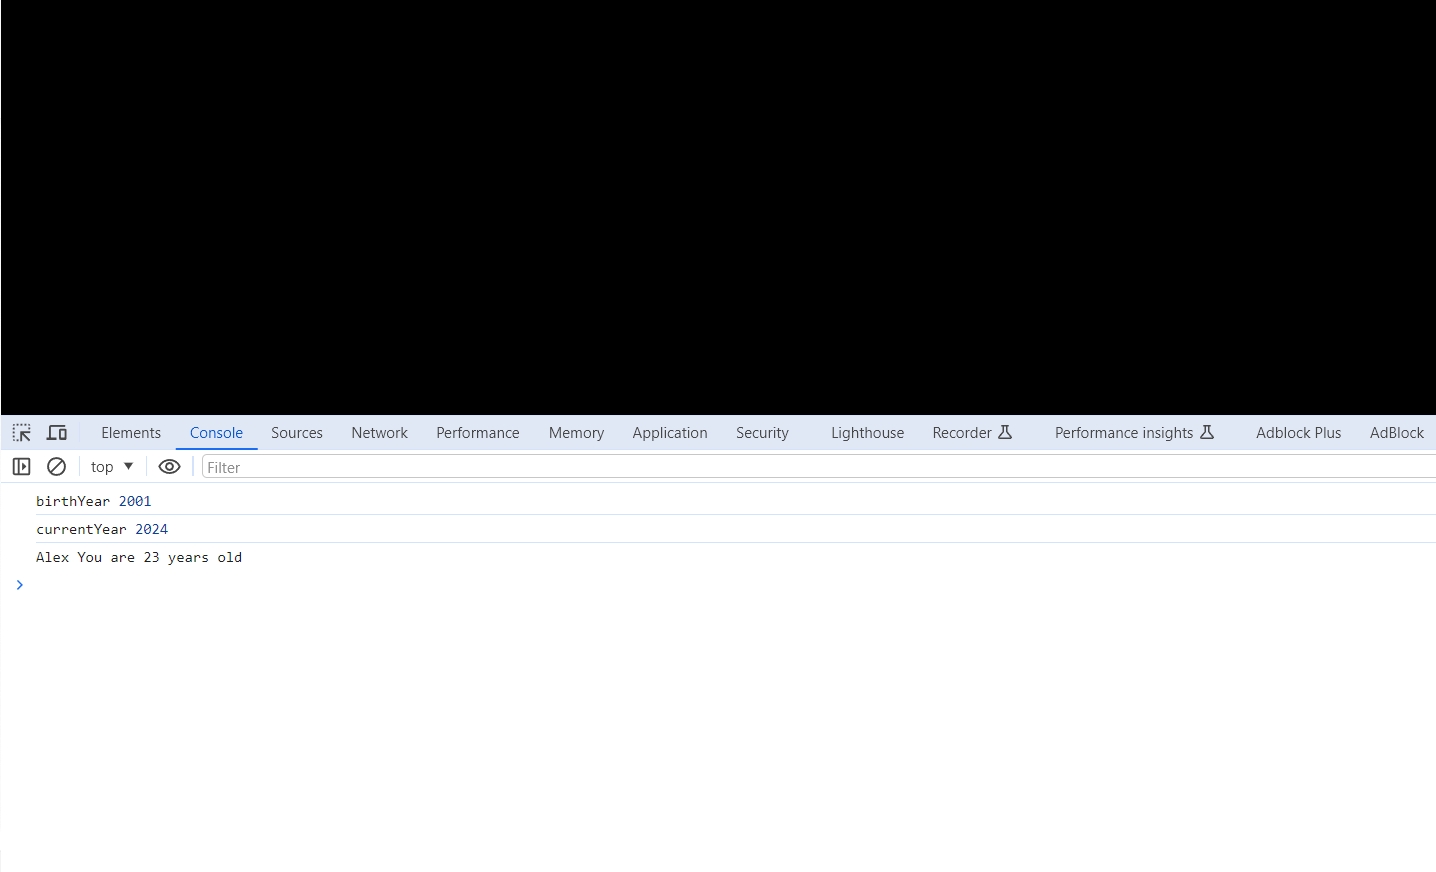 Elements Console Sources Network Performance Memory Application Security Lighthouse Recorder Performance insights Adblock Plus AdBlock
top Filter
birthYear 2001
currentYear 2024
Alex You are 23 years old